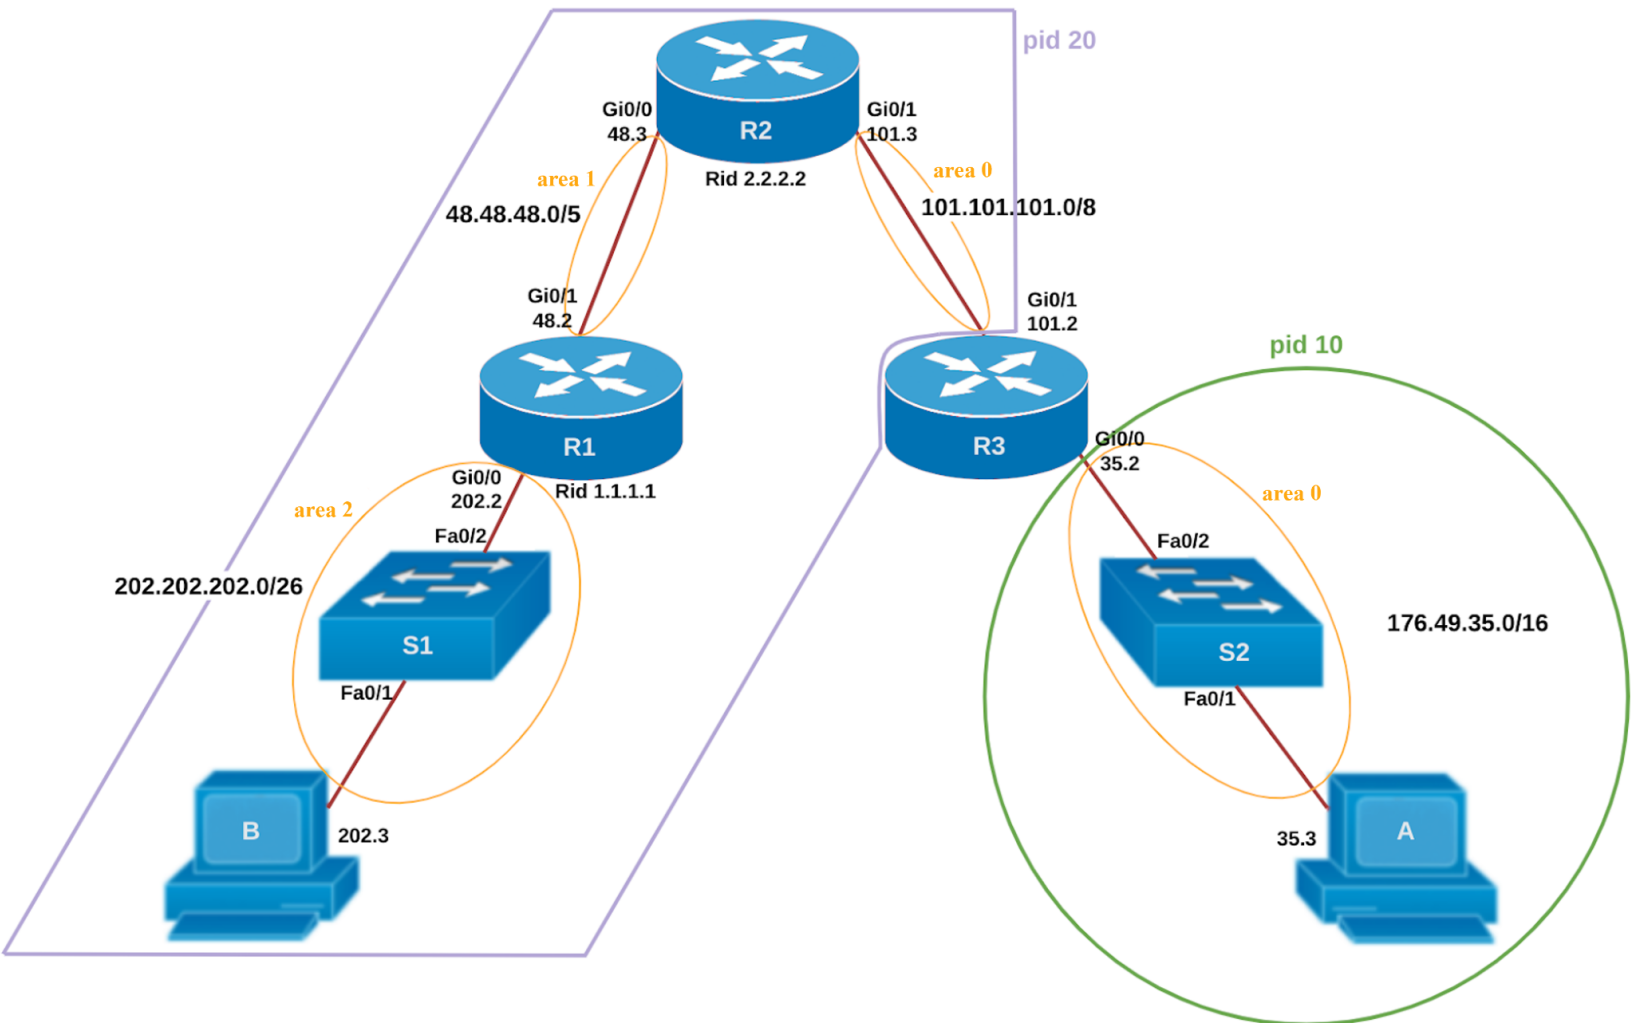 pid 20
Gi0/0
48.3
R2
Gi0/1
101.3
Rid 2.2.2.2
area 1
area 0
48.48.48.0/5
101.101.101.0/8
Gi0/1
48.2
Gi0/1
101.2
R1
Rid 1.1.1.1
R3
pid 10
Gi0/0
202.2
Gi0/0
35.2
area 2
area 0
Fa0/2
Fa0/2
202.202.202.0/26
176.49.35.0/16
S1
S2
Fa0/1
Fa0/1
B
202.3
35.3
A